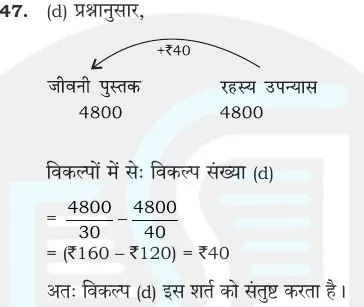 47. (d) प्रश्नानुसार,
+₹40
जीवनी पुस्तक रहस्य उपन्यास
4800 4800
विकल्पों में से: विकल्प संख्या (d)
= 4800/30 – 4800/40
= (₹160 – ₹120) = ₹40
अतः विकल्प (d) इस शर्त को संतुष्ट करता है।